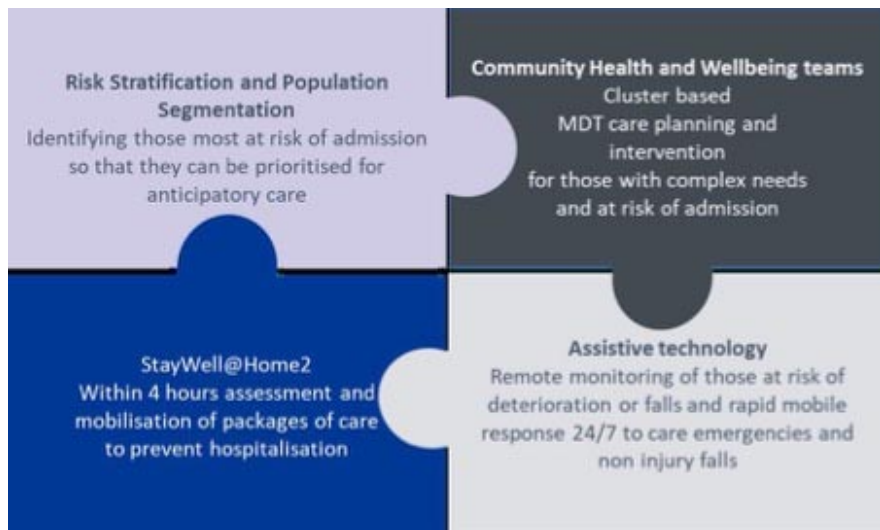 Risk Stratification and Population
Segmentation
Identifying those most at risk of admission
so that they can be prioritised for
anticipatory care
Community Health and Wellbeing teams
Cluster based
MDT care planning and
intervention
for those with complex needs
and at risk of admission
StayWell@Home2
Within 4 hours assessment and
mobilisation of packages of care
to prevent hospitalisation
Assistive technology
Remote monitoring of those at risk of
deterioration or falls and rapid mobile
response 24/7 to care emergencies and
non injury falls